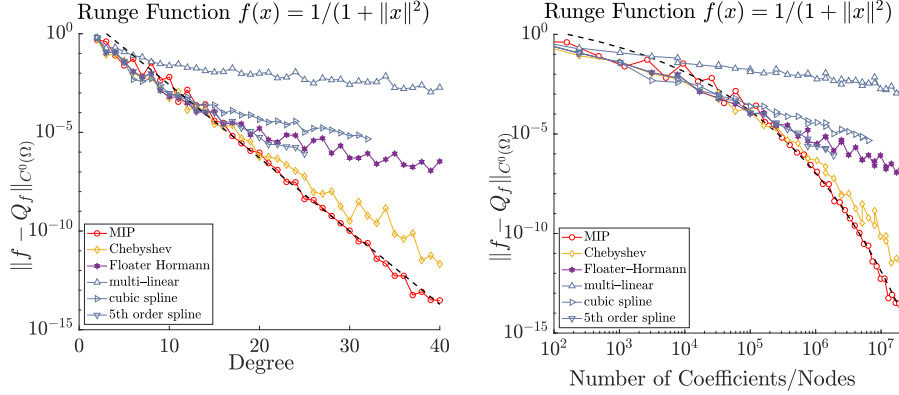 Runge Function f(x) = 1/(1 + ‖x‖²)
‖f − Q_f‖_{C⁰(Ω)}
10⁰
10⁻⁵
10⁻¹⁰
10⁻¹⁵
MIP
Chebyshev
Floater Hormann
multi–linear
cubic spline
5th order spline
0
10
20
30
40
Degree
Runge Function f(x) = 1/(1 + ‖x‖²)
‖f − Q_f‖_{C⁰(Ω)}
10⁰
10⁻⁵
10⁻¹⁰
10⁻¹⁵
MIP
Chebyshev
Floater–Hormann
multi–linear
cubic spline
5th order spline
10²
10³
10⁴
10⁵
10⁶
10⁷
Number of Coefficients/Nodes